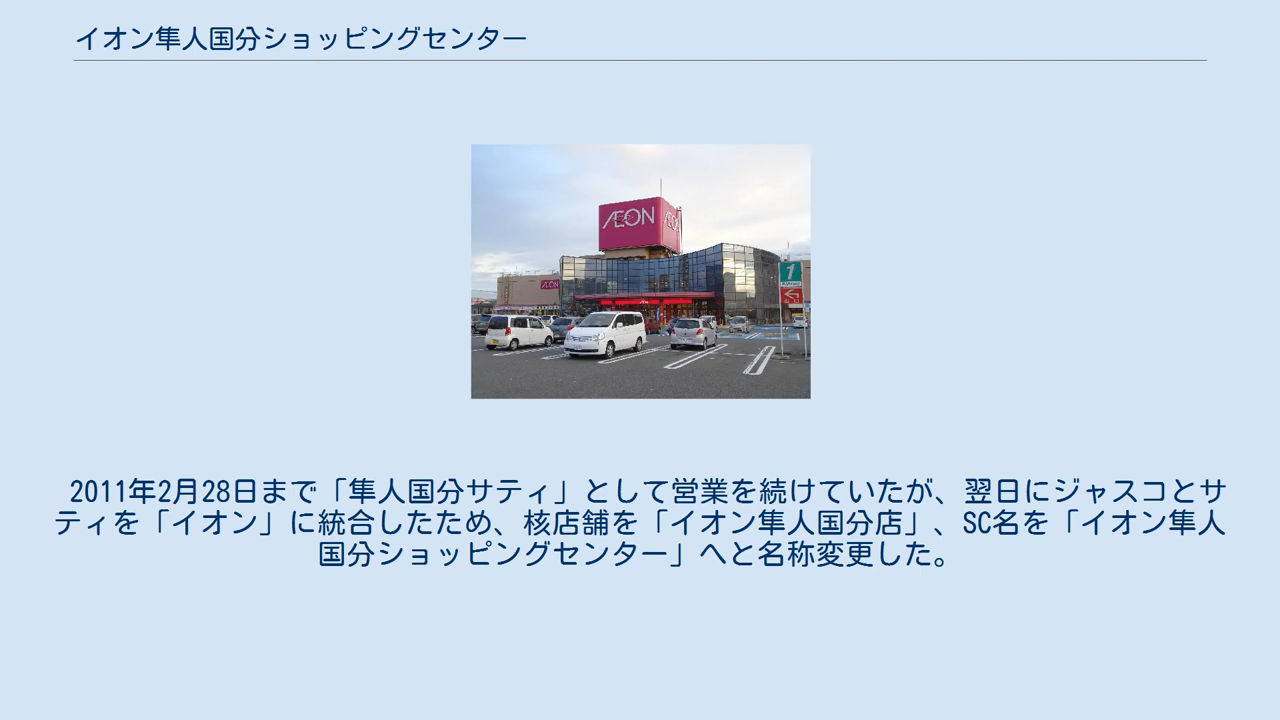 イオン隼人国分ショッピングセンター
ÆON
ÆON
1
2011年2月28日まで「隼人国分サティ」として営業を続けていたが、翌日にジャスコとサ
ティを「イオン」に統合したため、核店舗を「イオン隼人国分店」、SC名を「イオン隼人
国分ショッピングセンター」へと名称変更した。